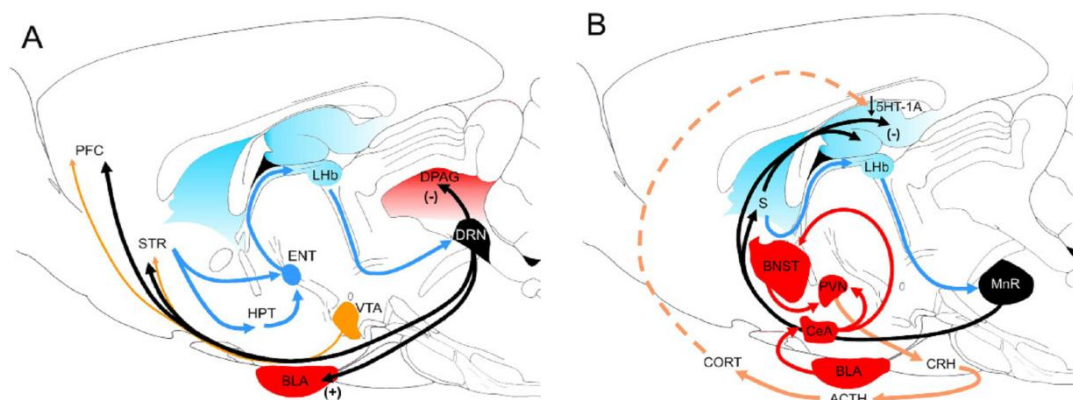 A
PFC
STR
LHb
ENT
HPT
VTA
BLA
(+)
DPAG
(-)
DRN
B
5HT-1A
(-)
LHb
S
BNST
PVN
CeA
MnR
BLA
CORT
CRH
ACTH